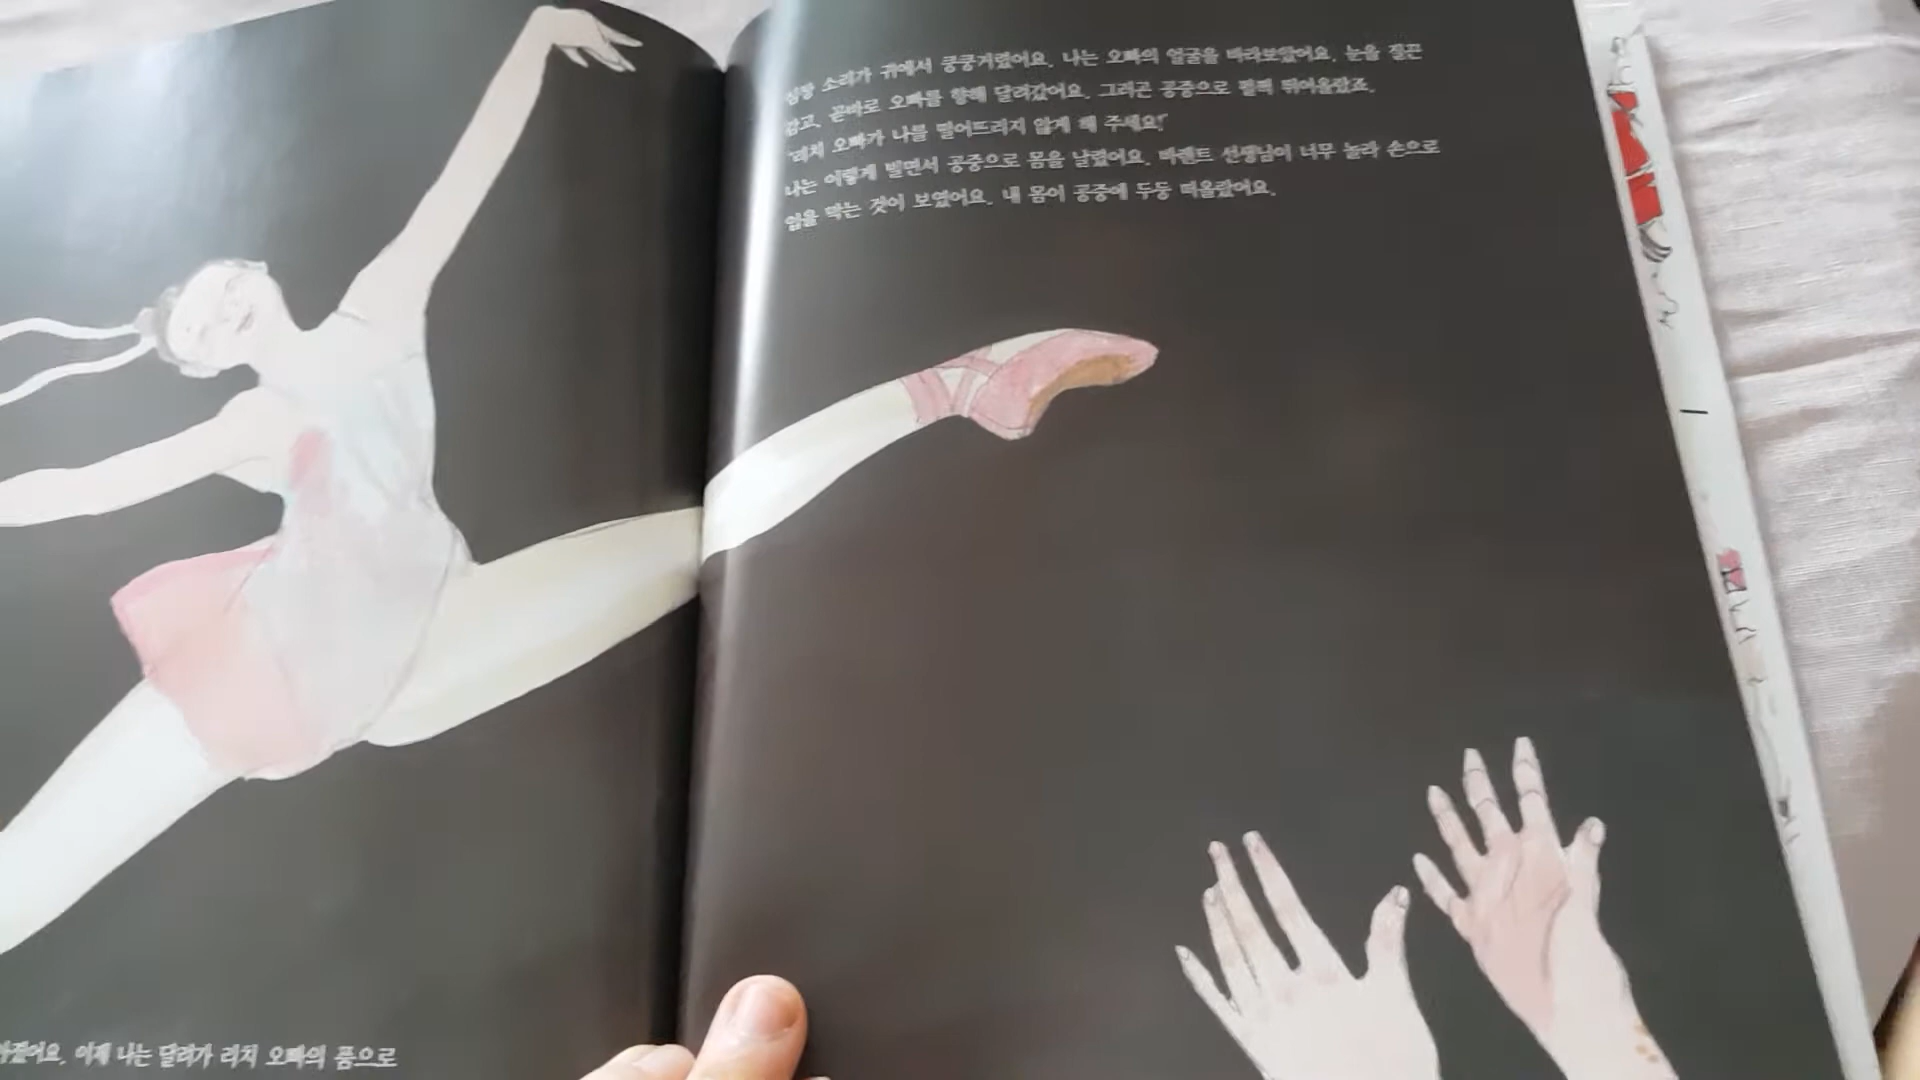 이제 나는 달려가 리치 오빠의 품으로
심장 소리가 귀에서 쿵쿵거렸어요. 나는 오빠의 얼굴을 바라보았어요. 눈을 질끈
감고, 곧바로 오빠를 향해 달려갔어요. 그러곤 공중으로 펄쩍 뛰어올랐죠.
'리치 오빠가 나를 떨어뜨리지 않게 해 주세요!'
나는 이렇게 빌면서 공중으로 몸을 날렸어요. 바렌트 선생님이 너무 놀라 손으로
입을 막는 것이 보였어요. 내 몸이 공중에 두둥 떠올랐어요.